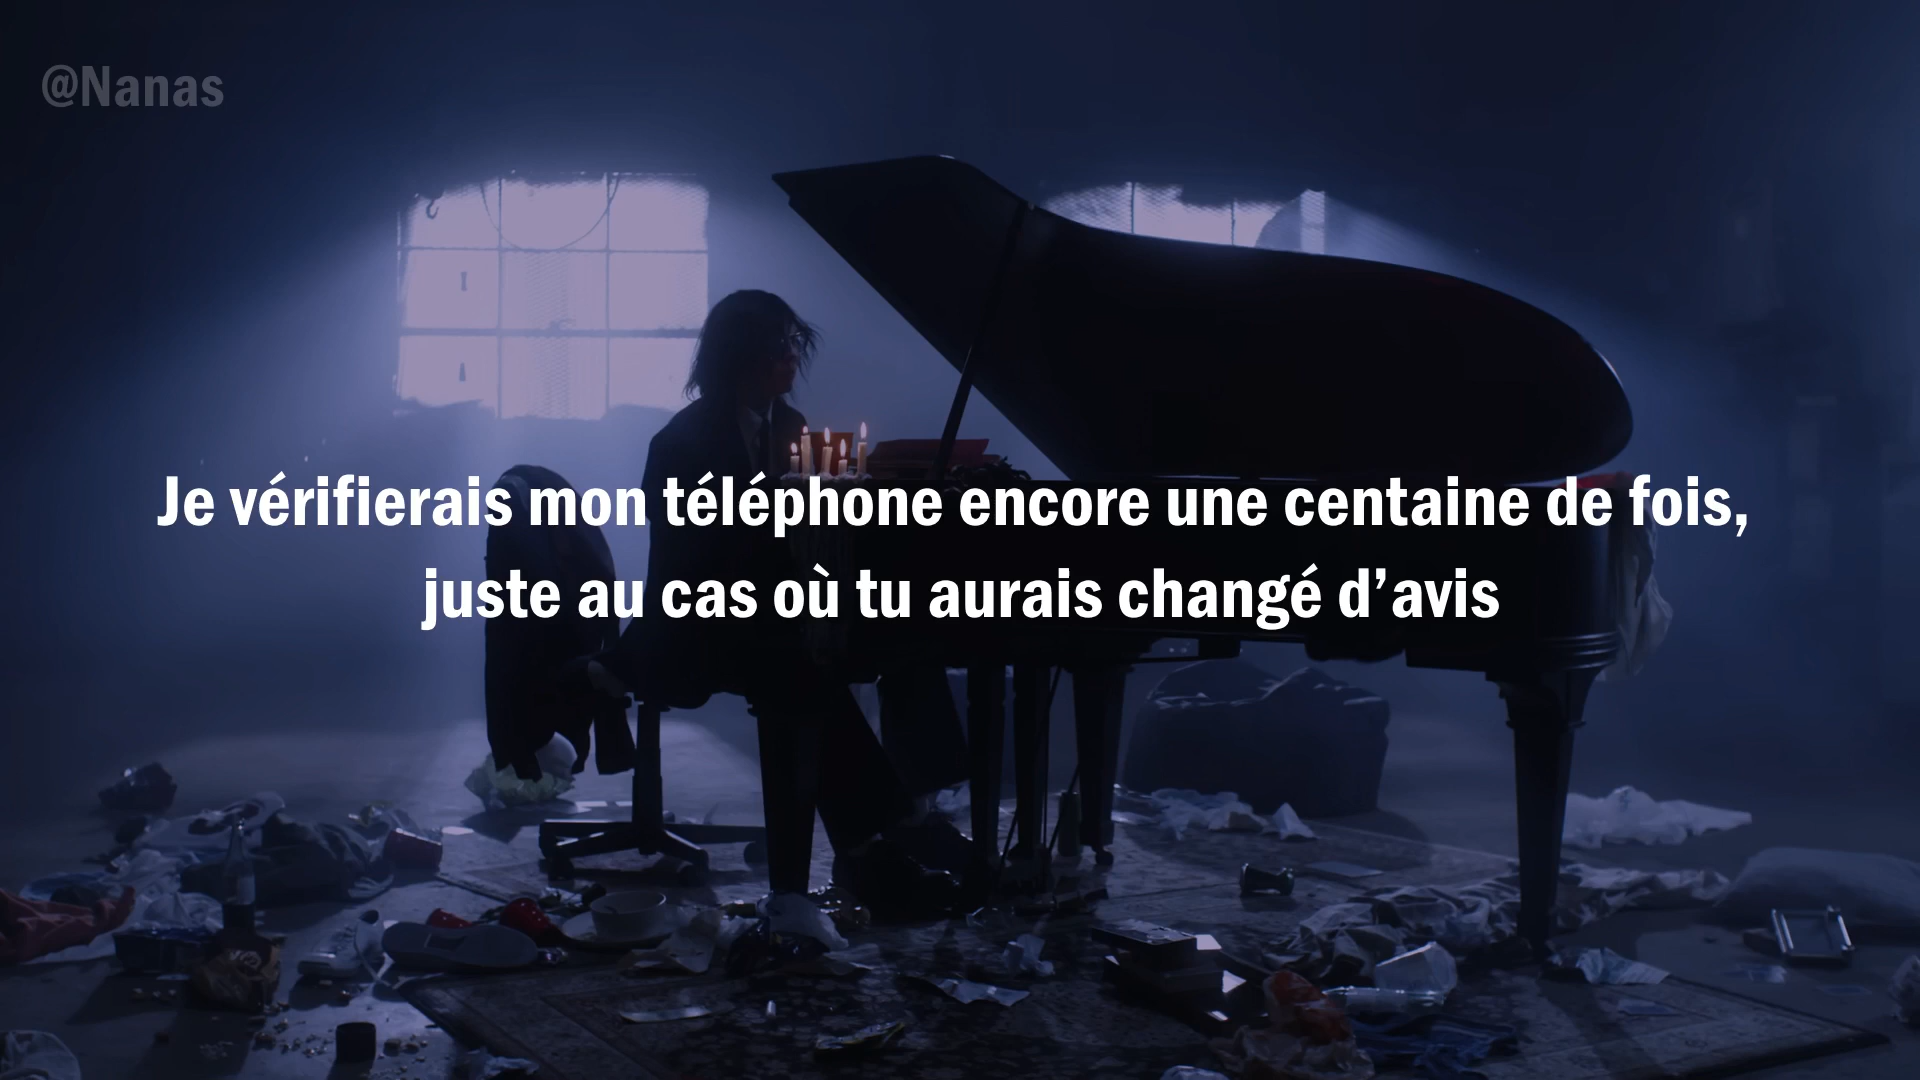 @Nanas
Je vérifierais mon téléphone encore une centaine de fois,
juste au cas où tu aurais changé d’avis